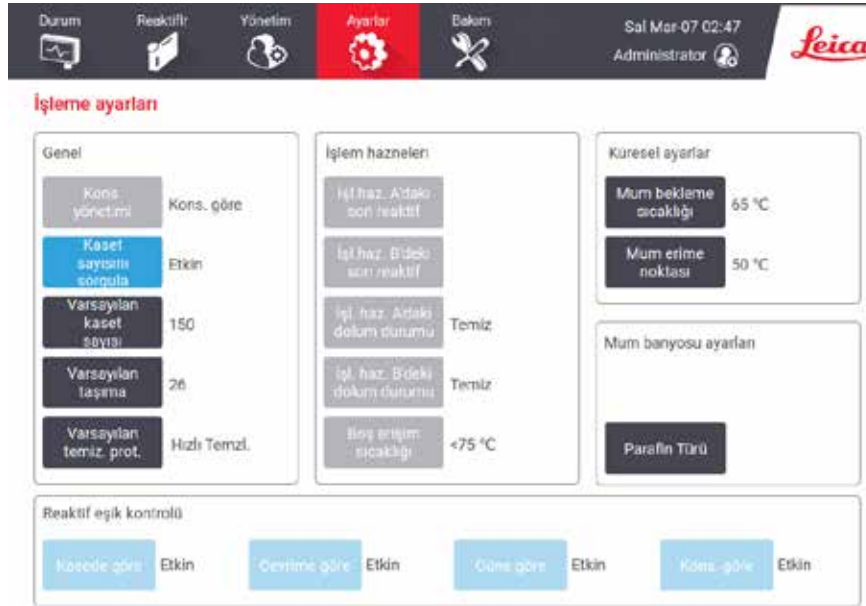 Durum Reaktiflr Yönetim Ayarlar Bakım
Sal Mar-07 02:47
Administrator
Leica
İşleme ayarları
Genel
Kons.
yönetimi
Kons. göre
Kaset
sayısını
sorgula
Etkin
Varsayılan
kaset
sayısı
150
Varsayılan
taşıma
26
Varsayılan
temiz. prot.
Hızlı Temzl.
İşlem hazneleri
İşl haz. A'daki
son reaktif
İşl haz. B'deki
son reaktif
İşl. haz. A'daki
dolum durumu
Temiz
İşl. haz. B'deki
dolum durumu
Temiz
Boş erişim
sıcaklığı
<75 °C
Küresel ayarlar
Mum bekleme
sıcaklığı
65 °C
Mum erime
noktası
50 °C
Mum banyosu ayarları
Parafin Türü
Reaktif eşik kontrolü
Kasede göre Etkin
Çevrime göre Etkin
Güne göre Etkin
Kons. göre Etkin